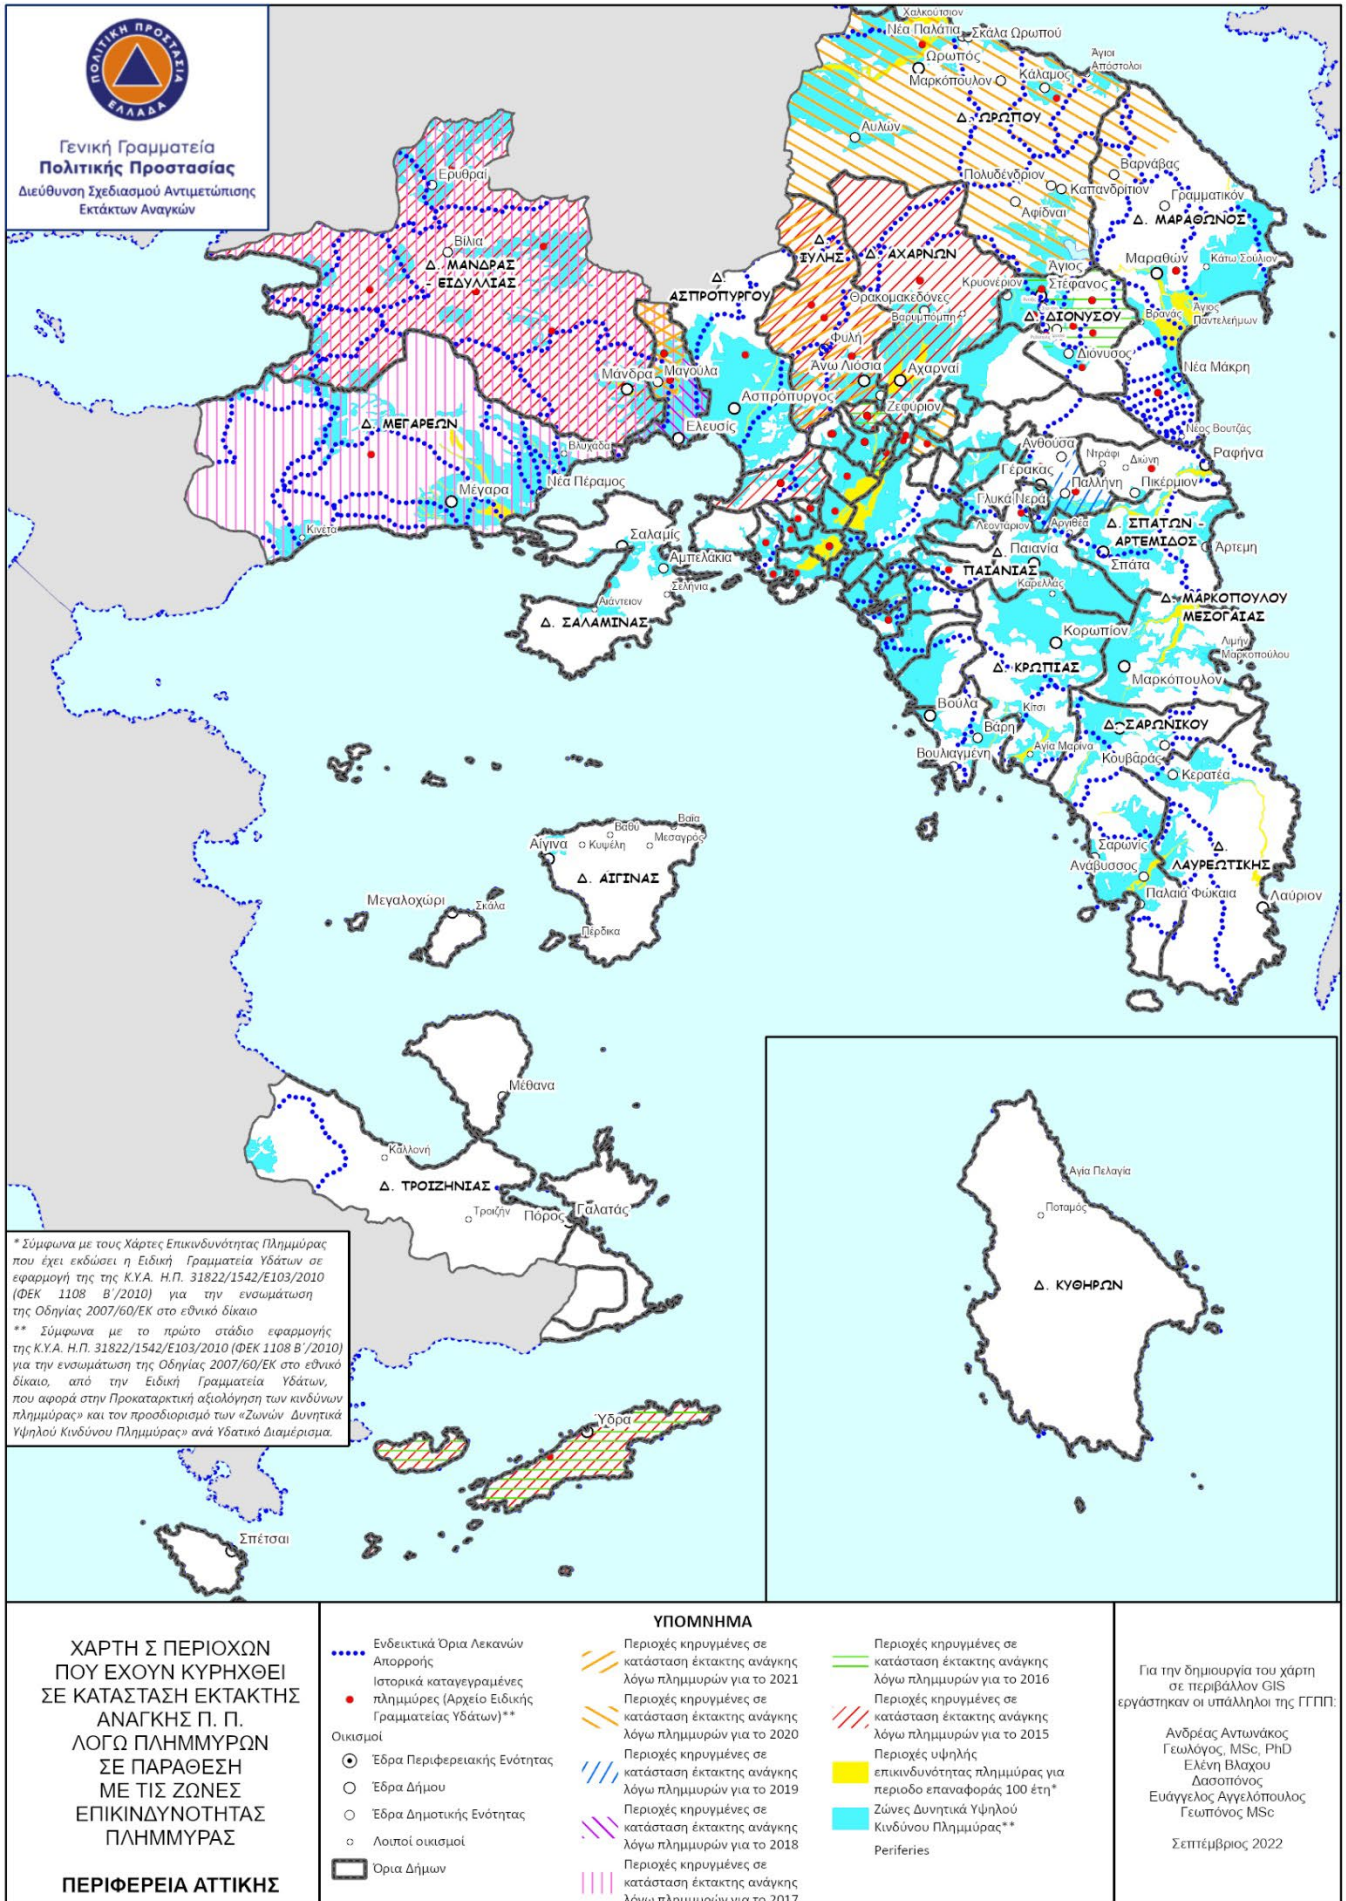 ΠΟΛΙΤΙΚΗ ΠΡΟΣΤΑΣΙΑ
ΕΛΛΑΔΑ
Γενική Γραμματεία
Πολιτικής Προστασίας
Διεύθυνση Σχεδιασμού Αντιμετώπισης
Εκτάκτων Αναγκών
Χαλκούτσιον
Νέα Παλάτια
Σκάλα Ωρωπού
Ωρωπός
Άγιοι
Απόστολοι
Μαρκόπουλον
Κάλαμος
Δ. ΩΡΩΠΟΥ
Αυλών
Βαρνάβας
Πολυδένδριον
Καπανδρίτιον
Γραμματικόν
Αφίδναι
Δ. ΜΑΡΑΘΩΝΟΣ
Ερυθραί
Βίλια
Δ. ΜΑΝΔΡΑΣ
- ΕΙΔΥΛΛΙΑΣ
Δ.
ΦΥΛΗΣ
Δ. ΑΧΑΡΝΩΝ
Δ.
ΑΣΠΡΟΠΥΡΓΟΥ
Μαραθών
Κάτω Σούλιον
Άγιος
Στέφανος
Κρυονέριον
Θρακομακεδόνες
Βαρυμπόμπη
Δ. ΔΙΟΝΥΣΟΥ
Βρανάς
Άγιος
Παντελεήμων
Διόνυσος
Φυλή
Νέα Μάκρη
Μάνδρα
Μαγούλα
Άνω Λιόσια
Αχαρναί
Ασπρόπυργος
Ζεφύριον
Ελευσίς
Δ. ΜΕΓΑΡΕΩΝ
Βλυχάδα
Νέα Πέραμος
Μέγαρα
Κινέτα
Νέος Βουτζάς
Ανθούσα
Ντράφι
Διώνη
Ραφήνα
Γέρακας
Παλλήνη
Πικέρμιον
Γλυκά Νερά
Λεοντάριον
Αργιθέα
Δ. ΣΠΑΤΩΝ -
ΑΡΤΕΜΙΔΟΣ
Άρτεμη
Σπάτα
Δ.
Παιανία
ΠΑΙΑΝΙΑΣ
Καρελλάς
Σαλαμίς
Αμπελάκια
Σελήνια
Αιάντειον
Δ. ΣΑΛΑΜΙΝΑΣ
Δ. ΜΑΡΚΟΠΟΥΛΟΥ
ΜΕΣΟΓΑΙΑΣ
Κορωπίον
Λιμήν
Μαρκοπούλου
Δ. ΚΡΩΠΙΑΣ
Μαρκόπουλον
Κίτσι
Βούλα
Βάρη
Δ. ΣΑΡΩΝΙΚΟΥ
Αγία Μαρίνα
Βουλιαγμένη
Κουβαράς
Κερατέα
Σαρωνίς
Ανάβυσσος
Δ.
ΛΑΥΡΕΩΤΙΚΗΣ
Παλαιά Φώκαια
Λαύριον
Αίγινα
Βαθύ
Βαϊα
Κυψέλη
Μεσαγρός
Δ. ΑΙΓΙΝΑΣ
Πέρδικα
Μεγαλοχώρι
Σκάλα
Μέθανα
Καλλονή
Δ. ΤΡΟΙΖΗΝΙΑΣ
Τροιζήν
Πόρος
Γαλατάς
Ύδρα
Σπέτσαι
Αγία Πελαγία
Ποταμός
Δ. ΚΥΘΗΡΩΝ
* Σύμφωνα με τους Χάρτες Επικινδυνότητας Πλημμύρας
που έχει εκδώσει η Ειδική Γραμματεία Υδάτων σε
εφαρμογή της της Κ.Υ.Α. Η.Π. 31822/1542/Ε103/2010
(ΦΕΚ 1108 Β΄/2010) για την ενσωμάτωση
της Οδηγίας 2007/60/ΕΚ στο εθνικό δίκαιο
** Σύμφωνα με το πρώτο στάδιο εφαρμογής
της Κ.Υ.Α. Η.Π. 31822/1542/Ε103/2010 (ΦΕΚ 1108 Β΄/2010)
για την ενσωμάτωση της Οδηγίας 2007/60/ΕΚ στο εθνικό
δίκαιο, από την Ειδική Γραμματεία Υδάτων,
που αφορά στην Προκαταρκτική αξιολόγηση των κινδύνων
πλημμύρας» και τον προσδιορισμό των «Ζωνών Δυνητικά
Υψηλού Κινδύνου Πλημμύρας» ανά Υδατικό Διαμέρισμα.
ΧΑΡΤΗ Σ ΠΕΡΙΟΧΩΝ
ΠΟΥ ΕΧΟΥΝ ΚΥΡΗΧΘΕΙ
ΣΕ ΚΑΤΑΣΤΑΣΗ ΕΚΤΑΚΤΗΣ
ΑΝΑΓΚΗΣ Π. Π.
ΛΟΓΩ ΠΛΗΜΜΥΡΩΝ
ΣΕ ΠΑΡΑΘΕΣΗ
ΜΕ ΤΙΣ ΖΩΝΕΣ
ΕΠΙΚΙΝΔΥΝΟΤΗΤΑΣ
ΠΛΗΜΜΥΡΑΣ
ΠΕΡΙΦΕΡΕΙΑ ΑΤΤΙΚΗΣ
ΥΠΟΜΝΗΜΑ
Ενδεικτικά Όρια Λεκανών
Απορροής
Ιστορικά καταγεγραμένες
πλημμύρες (Αρχείο Ειδικής
Γραμματείας Υδάτων)**
Οικισμοί
Έδρα Περιφερειακής Ενότητας
Έδρα Δήμου
Έδρα Δημοτικής Ενότητας
Λοιποί οικισμοί
Όρια Δήμων
Περιοχές κηρυγμένες σε
κατάσταση έκτακτης ανάγκης
λόγω πλημμυρών για το 2021
Περιοχές κηρυγμένες σε
κατάσταση έκτακτης ανάγκης
λόγω πλημμυρών για το 2020
Περιοχές κηρυγμένες σε
κατάσταση έκτακτης ανάγκης
λόγω πλημμυρών για το 2019
Περιοχές κηρυγμένες σε
κατάσταση έκτακτης ανάγκης
λόγω πλημμυρών για το 2018
Περιοχές κηρυγμένες σε
κατάσταση έκτακτης ανάγκης
λόγω πλημμυρών για το 2017
Περιοχές κηρυγμένες σε
κατάσταση έκτακτης ανάγκης
λόγω πλημμυρών για το 2016
Περιοχές κηρυγμένες σε
κατάσταση έκτακτης ανάγκης
λόγω πλημμυρών για το 2015
Περιοχές υψηλής
επικινδυνότητας πλημμύρας για
περιοδο επαναφοράς 100 έτη*
Ζώνες Δυνητικά Υψηλού
Κινδύνου Πλημμύρας**
Periferies
Για την δημιουργία του χάρτη
σε περιβάλλον GIS
εργάστηκαν οι υπάλληλοι της ΓΓΠΠ:
Ανδρέας Αντωνάκος
Γεωλόγος, MSc, PhD
Ελένη Βλαχου
Δασοπόνος
Ευάγγελος Αγγελόπουλος
Γεωπόνος MSc
Σεπτέμβριος 2022